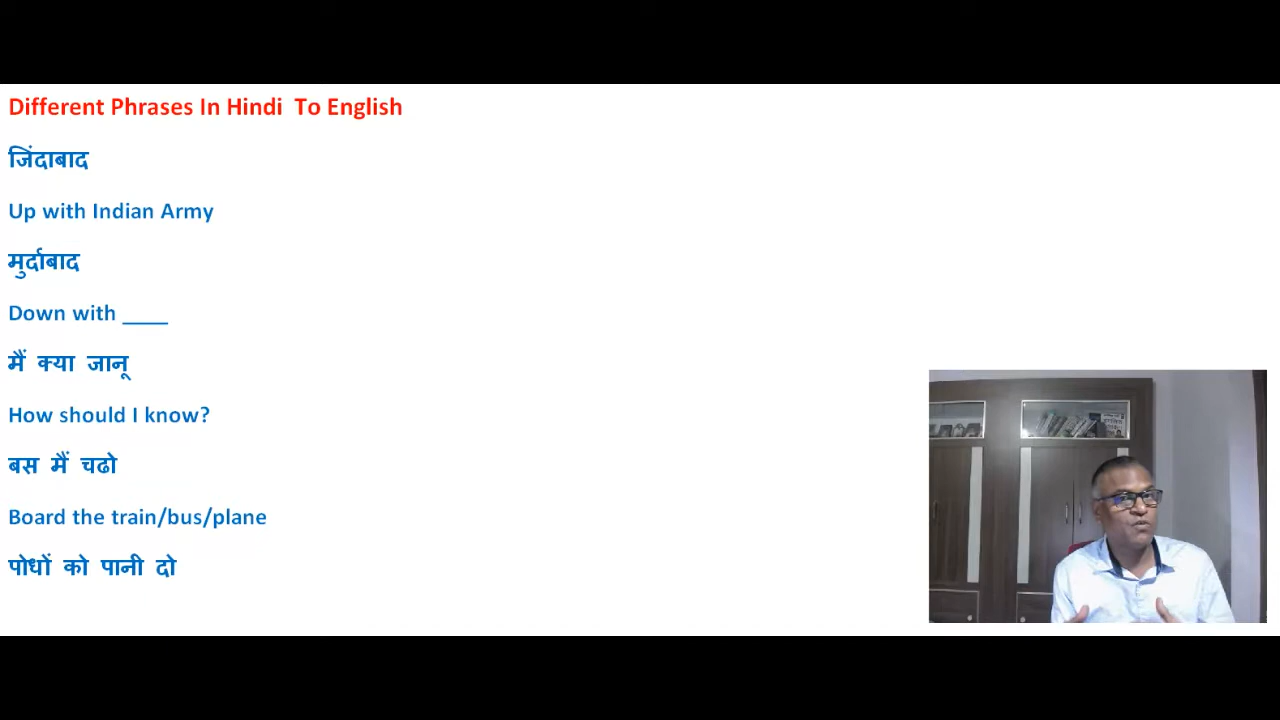 Different Phrases In Hindi To English
जिंदाबाद
Up with Indian Army
मुर्दाबाद
Down with ____
मैं क्या जानू
How should I know?
बस मैं चढो
Board the train/bus/plane
पोधों को पानी दो